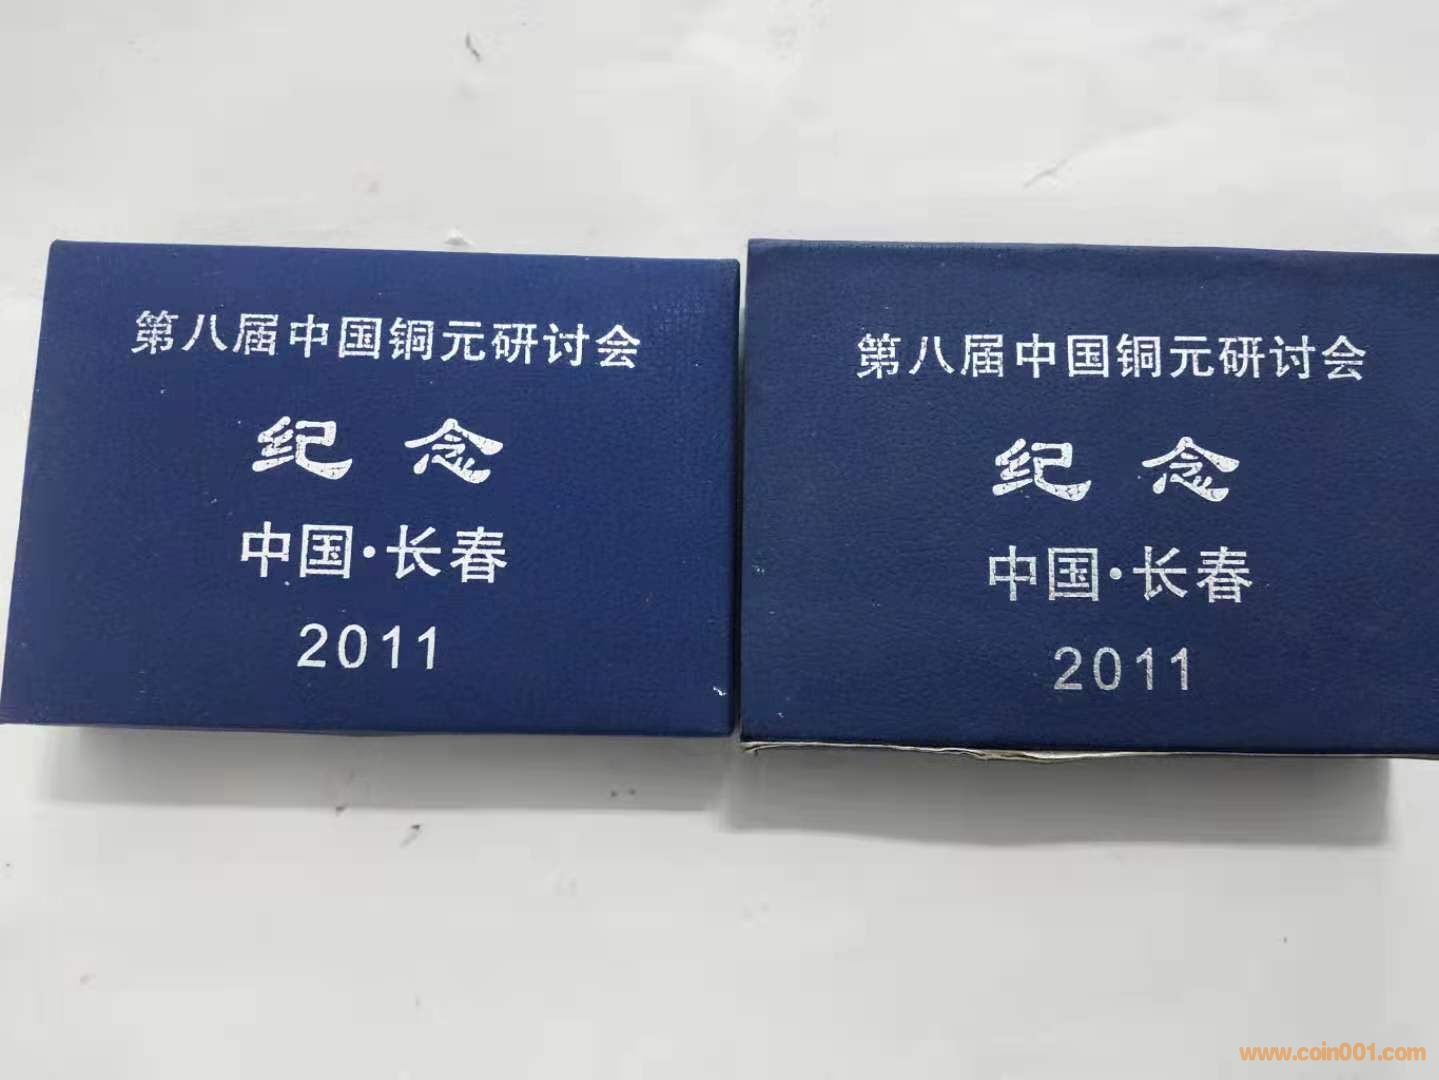 第八届中国铜元研讨会
纪念
中国·长春
2011
第八届中国铜元研讨会
纪念
中国·长春
2011
www.coin001.com